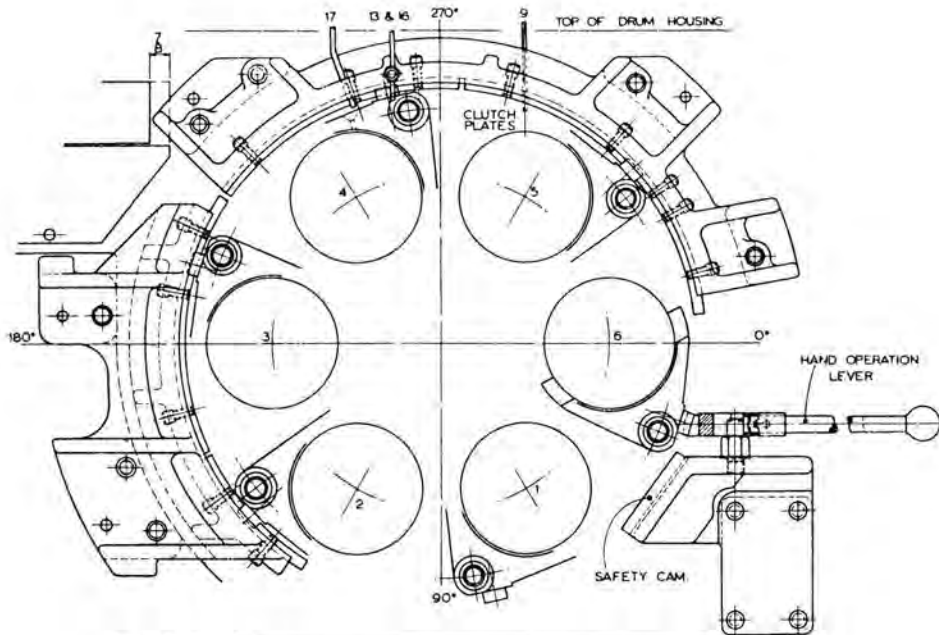 17 13 & 16 270° 9 TOP OF DRUM HOUSING
7
8
CLUTCH
PLATES
4 5
180° 3 6 0°
HAND OPERATION
LEVER
2 1
SAFETY CAM.
90°